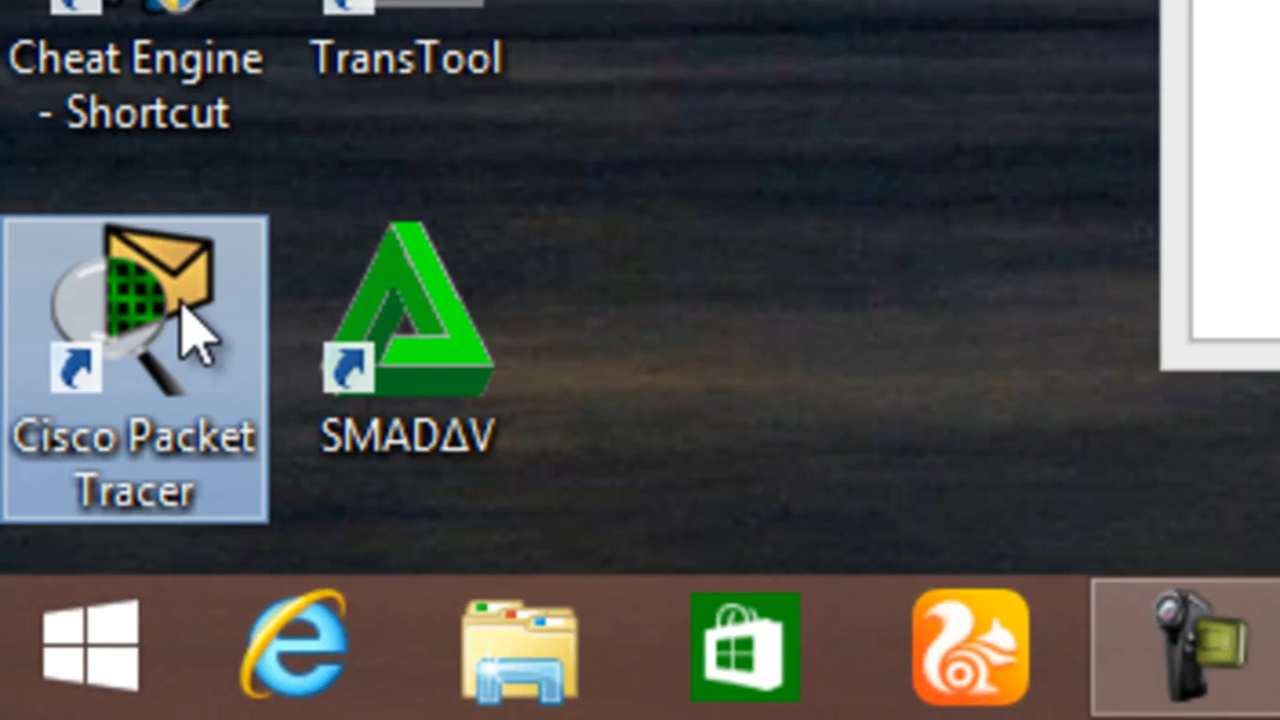 Cheat Engine
- Shortcut
TransTool
Cisco Packet
Tracer
SMADΔV